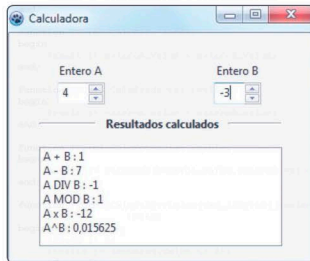 Calculadora
Entero A Entero B
4 -3
Resultados calculados
A + B : 1
A - B : 7
A DIV B : -1
A MOD B : 1
A x B : -12
A^B : 0,015625